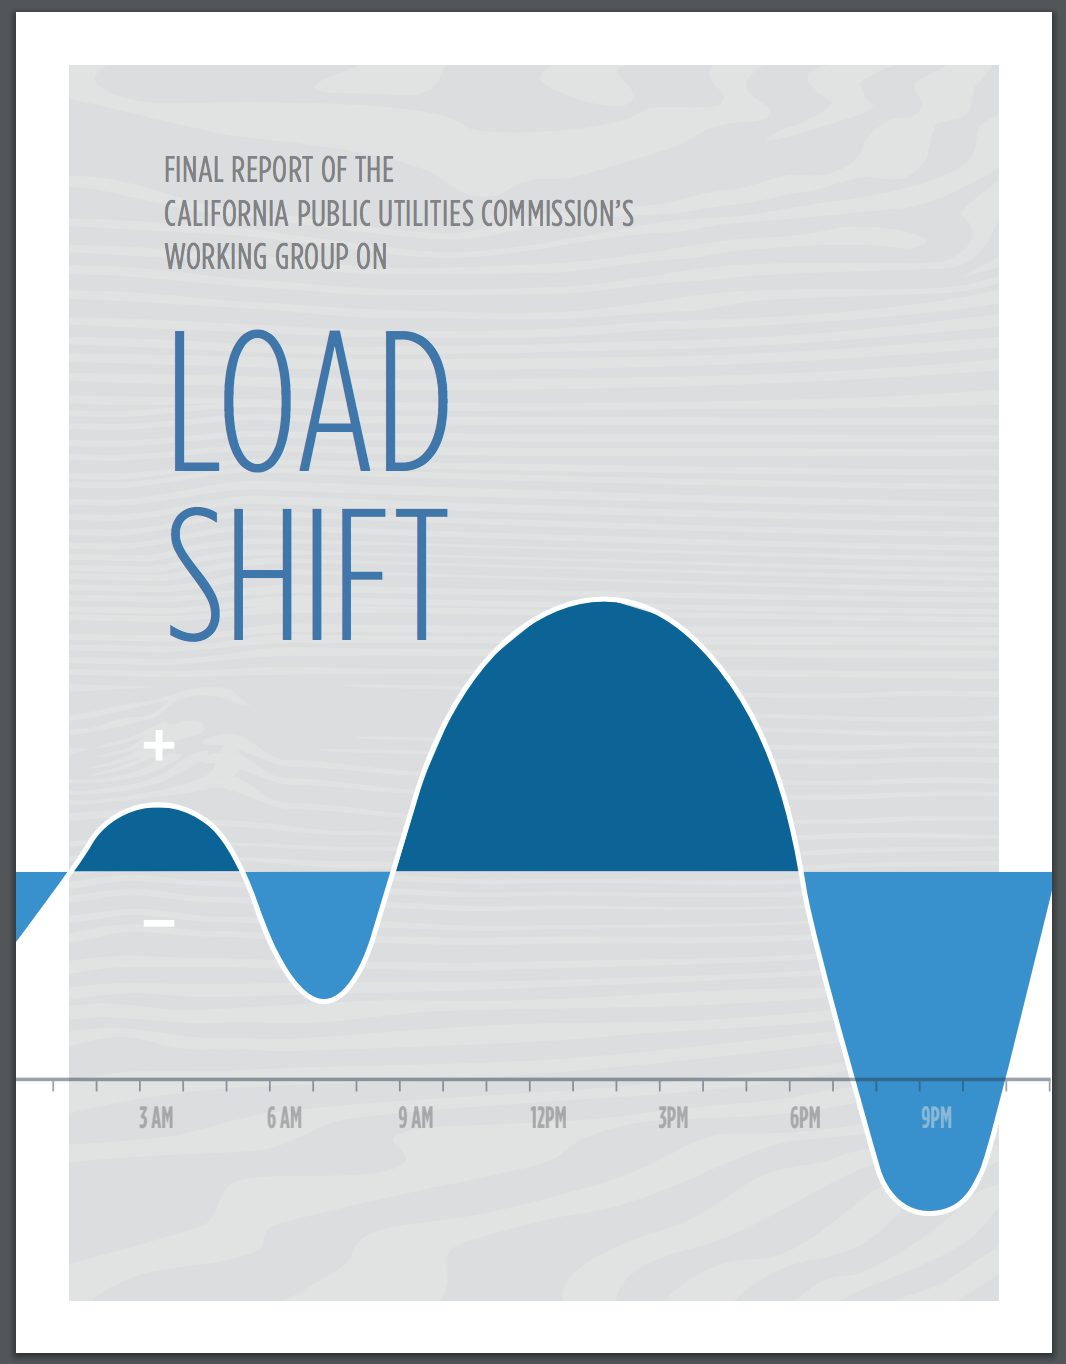 FINAL REPORT OF THE
CALIFORNIA PUBLIC UTILITIES COMMISSION’S
WORKING GROUP ON
LOAD
SHIFT
+
–
3 AM 6 AM 9 AM 12PM 3PM 6PM 9PM